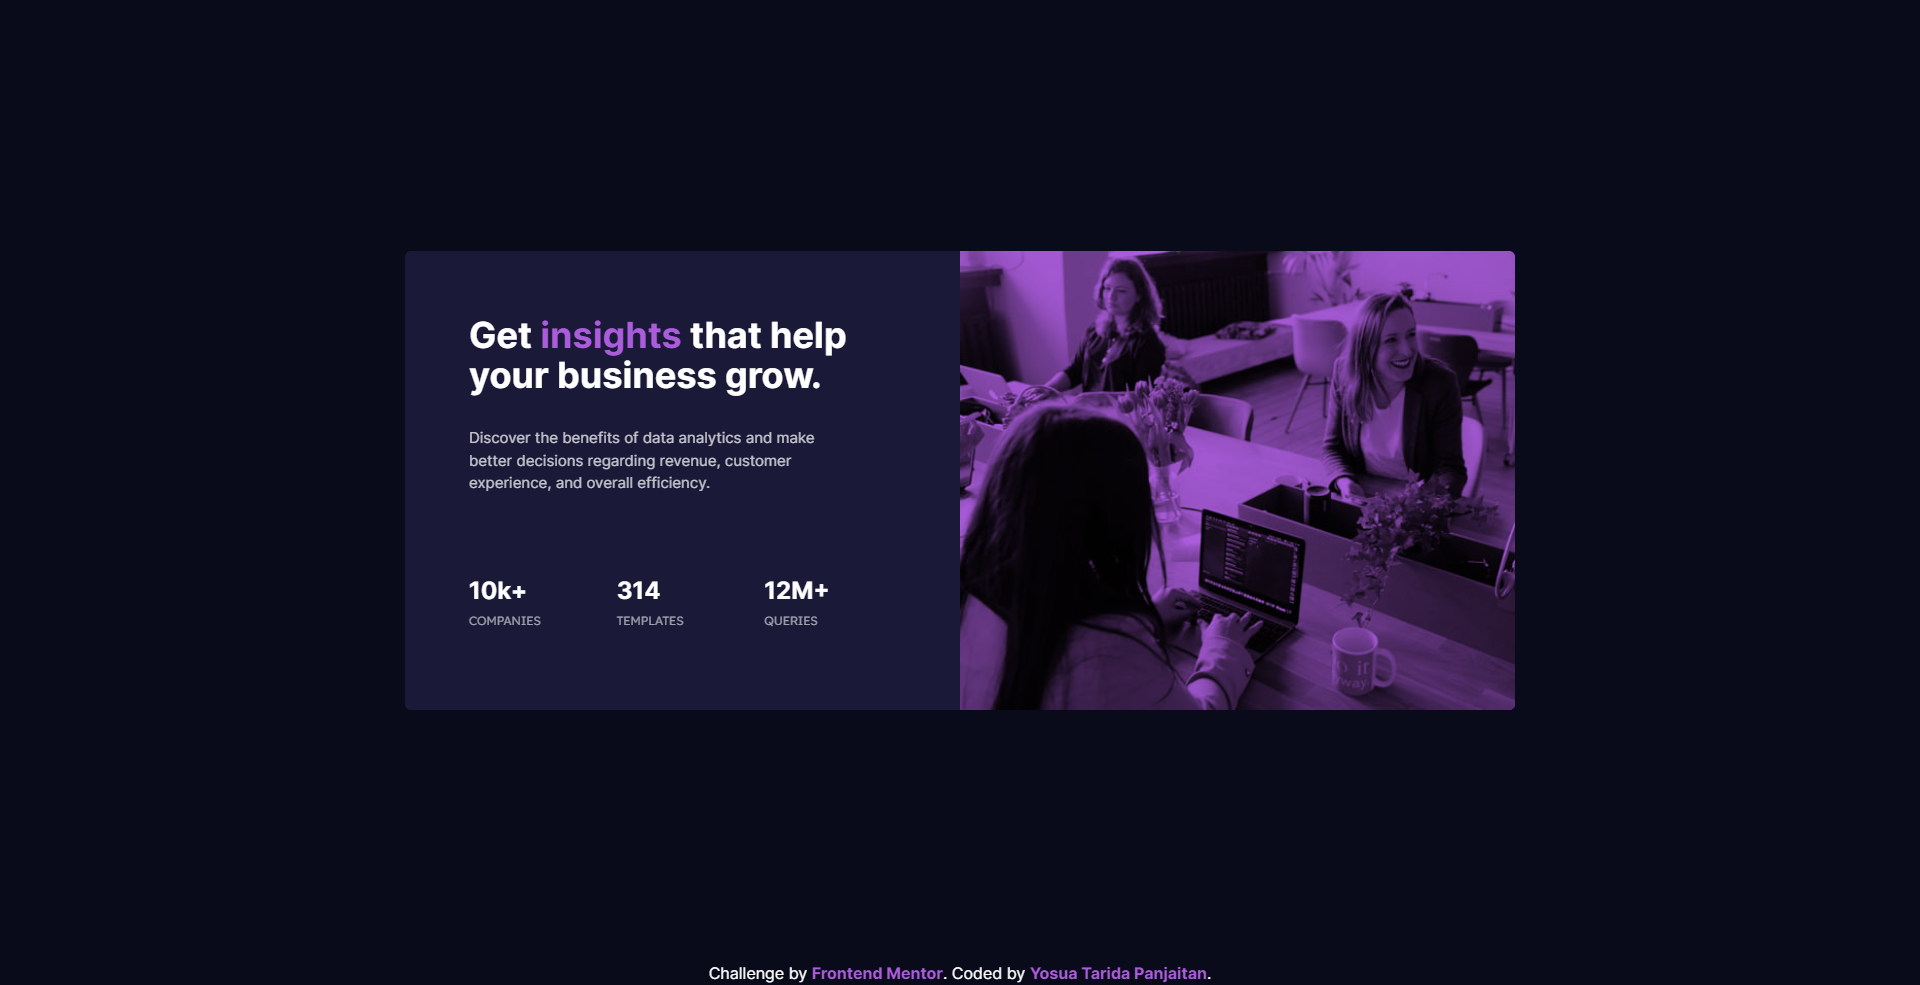 Get insights that help
your business grow.
Discover the benefits of data analytics and make
better decisions regarding revenue, customer
experience, and overall efficiency.
10k+ 314 12M+
COMPANIES TEMPLATES QUERIES
Challenge by Frontend Mentor. Coded by Yosua Tarida Panjaitan.